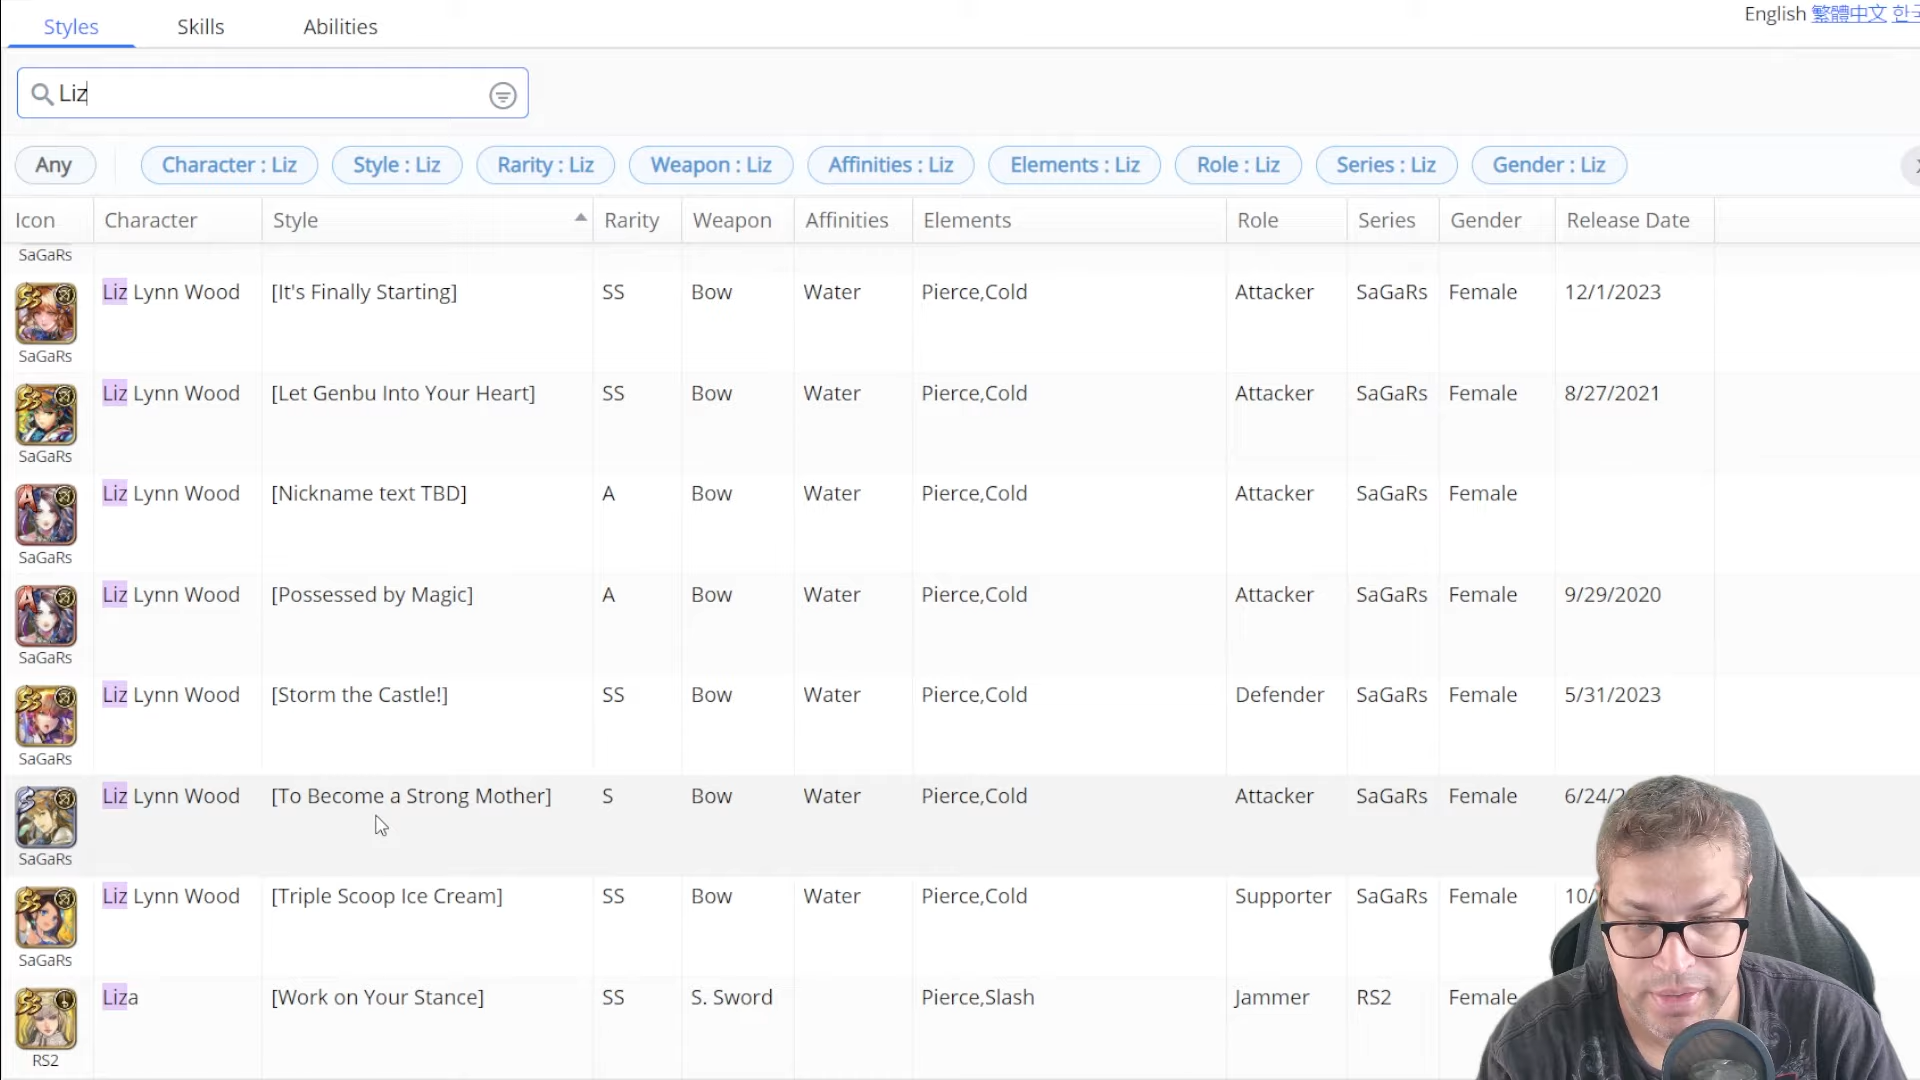 Styles Skills Abilities English 繁體中文
Liz
Any Character : Liz Style : Liz Rarity : Liz Weapon : Liz Affinities : Liz Elements : Liz Role : Liz Series : Liz Gender : Liz
Icon Character Style Rarity Weapon Affinities Elements Role Series Gender Release Date
SaGaRs
Liz Lynn Wood [It's Finally Starting] SS Bow Water Pierce,Cold Attacker SaGaRs Female 12/1/2023
SaGaRs
Liz Lynn Wood [Let Genbu Into Your Heart] SS Bow Water Pierce,Cold Attacker SaGaRs Female 8/27/2021
SaGaRs
Liz Lynn Wood [Nickname text TBD] A Bow Water Pierce,Cold Attacker SaGaRs Female
SaGaRs
Liz Lynn Wood [Possessed by Magic] A Bow Water Pierce,Cold Attacker SaGaRs Female 9/29/2020
SaGaRs
Liz Lynn Wood [Storm the Castle!] SS Bow Water Pierce,Cold Defender SaGaRs Female 5/31/2023
SaGaRs
Liz Lynn Wood [To Become a Strong Mother] S Bow Water Pierce,Cold Attacker SaGaRs Female 6/24/
SaGaRs
Liz Lynn Wood [Triple Scoop Ice Cream] SS Bow Water Pierce,Cold Supporter SaGaRs Female 10/
SaGaRs
Liza [Work on Your Stance] SS S. Sword Pierce,Slash Jammer RS2 Female
RS2